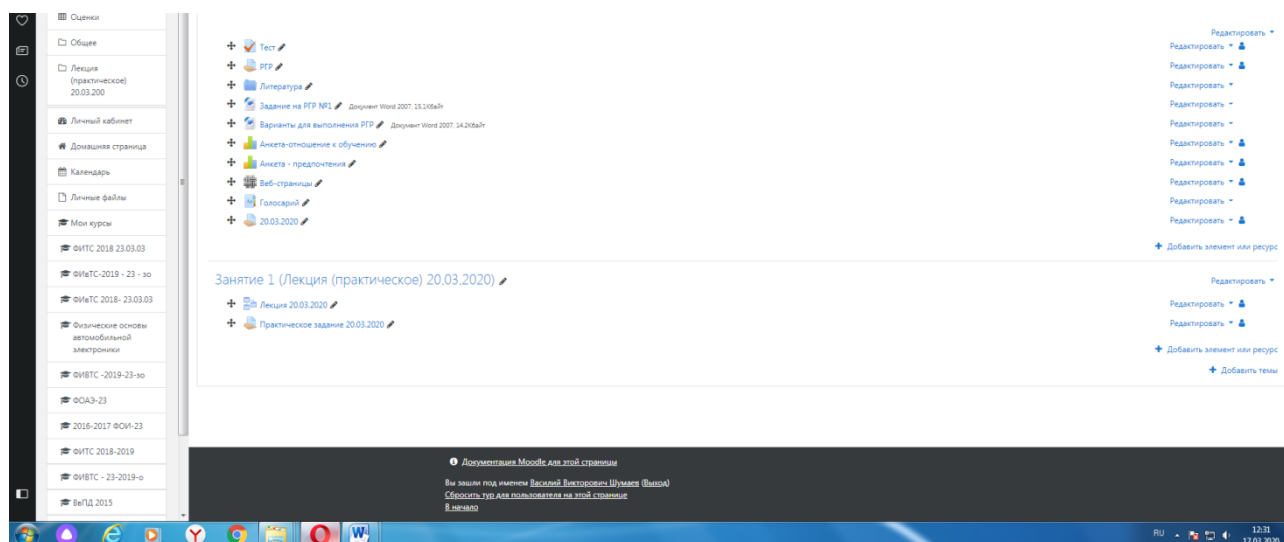 Оценки
Общее
Лекция
(практическое)
20.03.200
Личный кабинет
Домашняя страница
Календарь
Личные файлы
Мои курсы
ФИТС 2018 23.03.03
ФИвТС-2019 - 23 - зо
ФИвТС 2018- 23.03.03
Физические основы
автомобильной
электроники
ФИВТС -2019-23-зо
ФОАЭ-23
2016-2017 ФОИ-23
ФИТС 2018-2019
ФИВТС - 23-2019-о
ВвПД 2015
Редактировать
Тест Редактировать
РГР Редактировать
Литература Редактировать
Задание на РГР №1 Документ Word 2007, 15.1Кбайт Редактировать
Варианты для выполнения РГР Документ Word 2007, 14.2Кбайт Редактировать
Анкета-отношение к обучению Редактировать
Анкета - предпочтения Редактировать
Веб-страницы Редактировать
Голосарий Редактировать
20.03.2020 Редактировать
Добавить элемент или ресурс
Занятие 1 (Лекция (практическое) 20.03.2020) Редактировать
Лекция 20.03.2020 Редактировать
Практическое задание 20.03.2020 Редактировать
Добавить элемент или ресурс
Добавить темы
Документация Moodle для этой страницы
Вы зашли под именем Василий Викторович Шумаев (Выход)
Сбросить тур для пользователя на этой странице
В начало
RU 12:31
17.03.2020